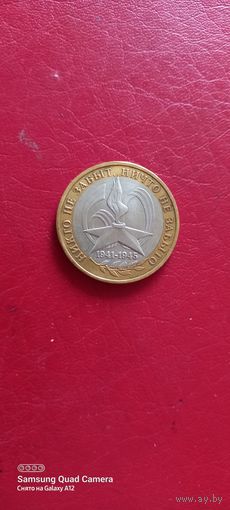 НИКТО НЕ ЗАБЫТ, НИЧТО НЕ ЗАБЫТО
1941-1945
Samsung Quad Camera
Снято на Galaxy A12
www.ay.by